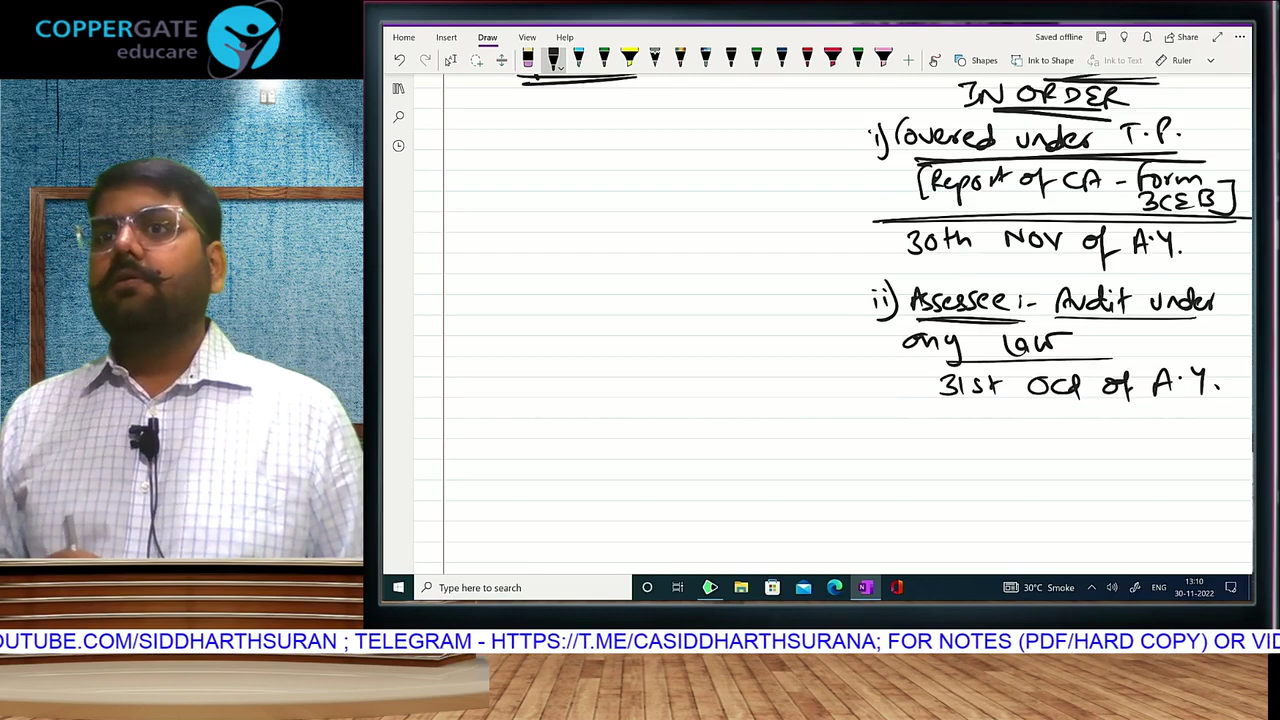 COPPERGATE
educare
Home Insert Draw View Help
Saved offline
Share
Shapes
Ink to Shape
Ink to Text
Ruler
IN ORDER
i) Covered under T.P.
[Report of CA - Form
3CEB]
30th NOV of A.Y.
ii) Assessee :- Audit under
any law
31st Oct of A.Y.
Type here to search
30°C Smoke
ENG
13:10
30-11-2022
OUTUBE.COM/SIDDHARTHSURAN ; TELEGRAM - HTTPS://T.ME/CASIDDHARTHSURANA; FOR NOTES (PDF/HARD COPY) OR VID